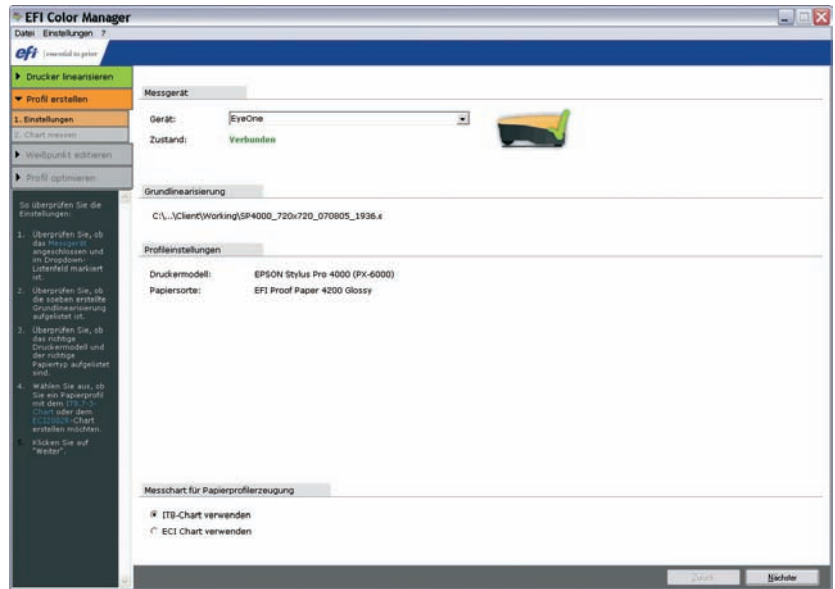 EFI Color Manager
Datei Einstellungen ?
efi essential to print
Drucker linearisieren
Profil erstellen
1. Einstellungen
2. Chart messen
Weißpunkt editieren
Profil optimieren
So überprüfen Sie die
Einstellungen:
1. Überprüfen Sie, ob
das Messgerät
angeschlossen und
im Dropdown-
Listenfeld markiert
ist.
2. Überprüfen Sie, ob
die soeben erstellte
Grundlinearisierung
aufgelistet ist.
3. Überprüfen Sie, ob
das richtige
Druckermodell und
der richtige
Papiertyp aufgelistet
sind.
4. Wählen Sie aus, ob
Sie ein Papierprofil
mit dem IT8.7-3-
Chart oder dem
ECI2002R-Chart
erstellen möchten.
5. Klicken Sie auf
"Weiter".
Messgerät
Gerät: EyeOne
Zustand: Verbunden
Grundlinearisierung
C:\...\Client\Working\SP4000_720x720_070805_1936.e
Profileinstellungen
Druckermodell: EPSON Stylus Pro 4000 (PX-6000)
Papiersorte: EFI Proof Paper 4200 Glossy
Messchart für Papierprofilerzeugung
IT8-Chart verwenden
ECI Chart verwenden
Zurück Nächster